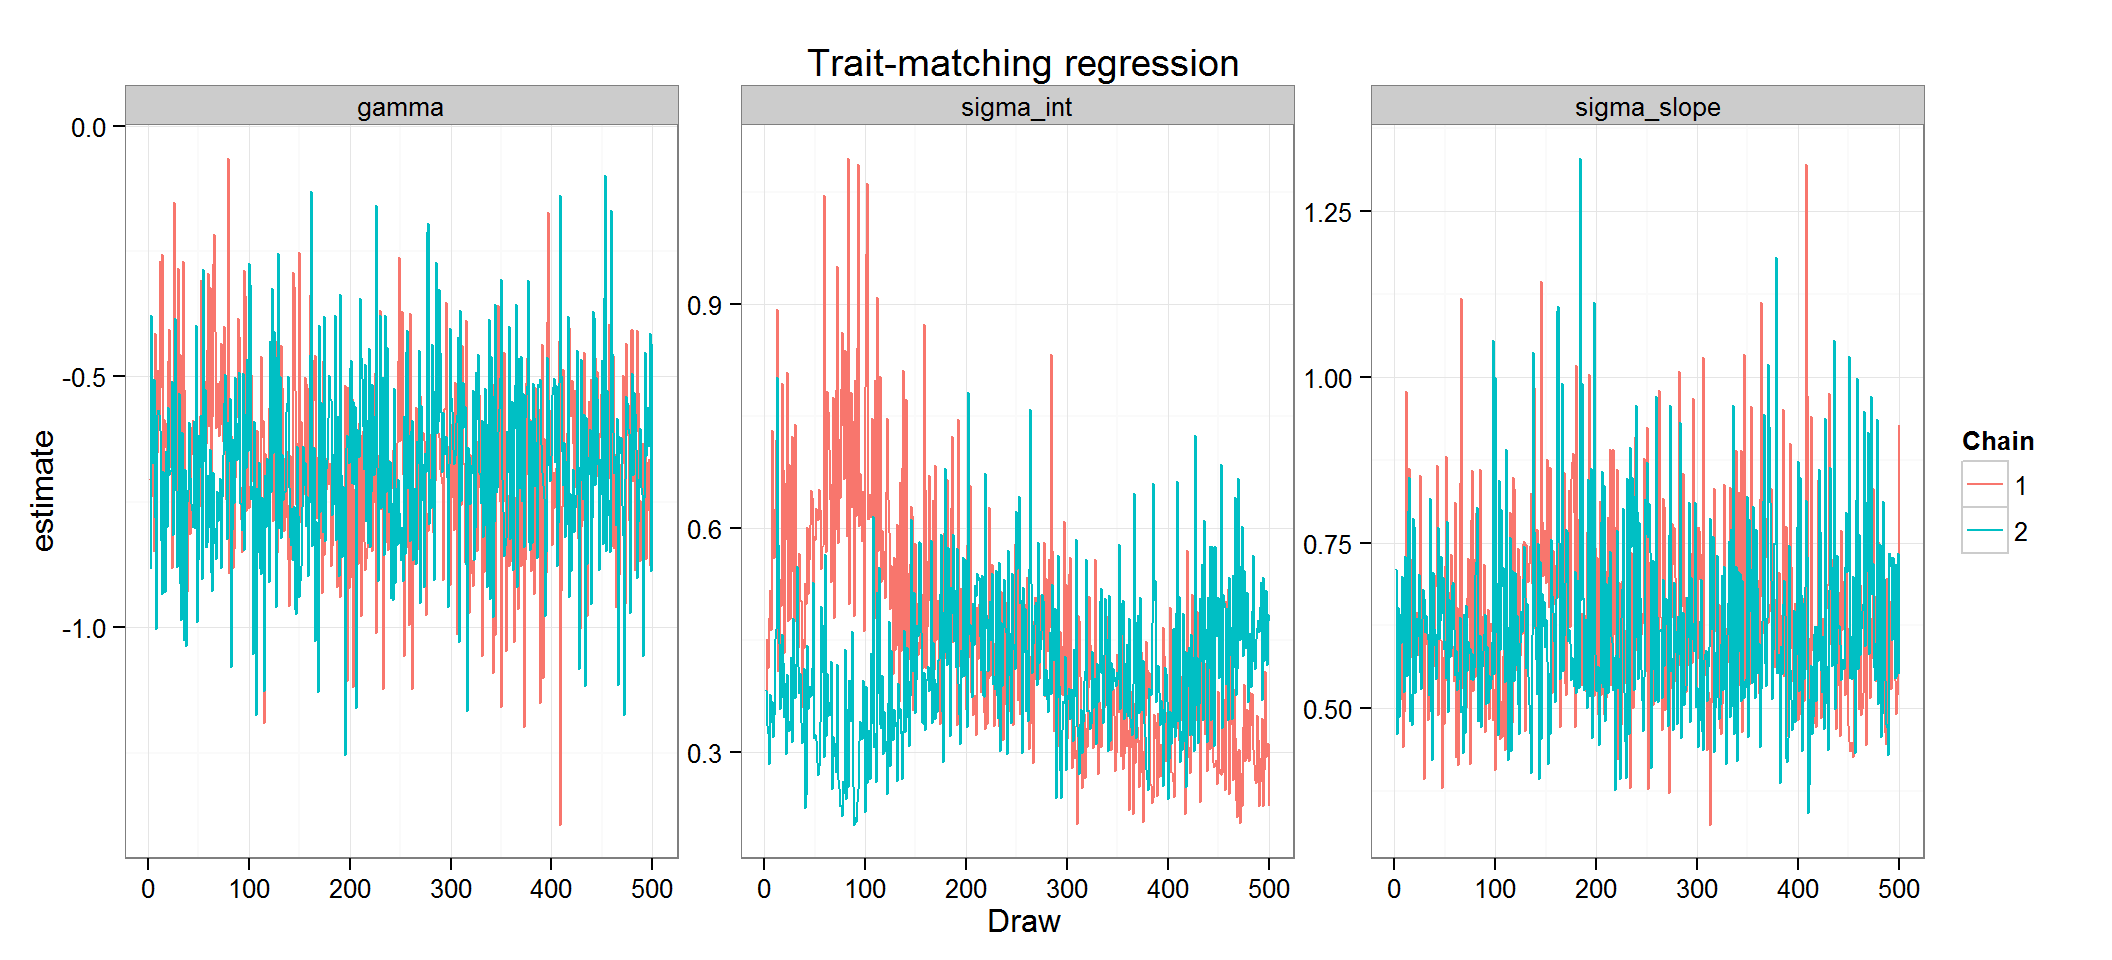 Trait-matching regression
gamma
sigma_int
sigma_slope
estimate
0.0
-0.5
-1.0
0.9
0.6
0.3
1.25
1.00
0.75
0.50
0 100 200 300 400 500
0 100 200 300 400 500
0 100 200 300 400 500
Draw
Chain
1
2